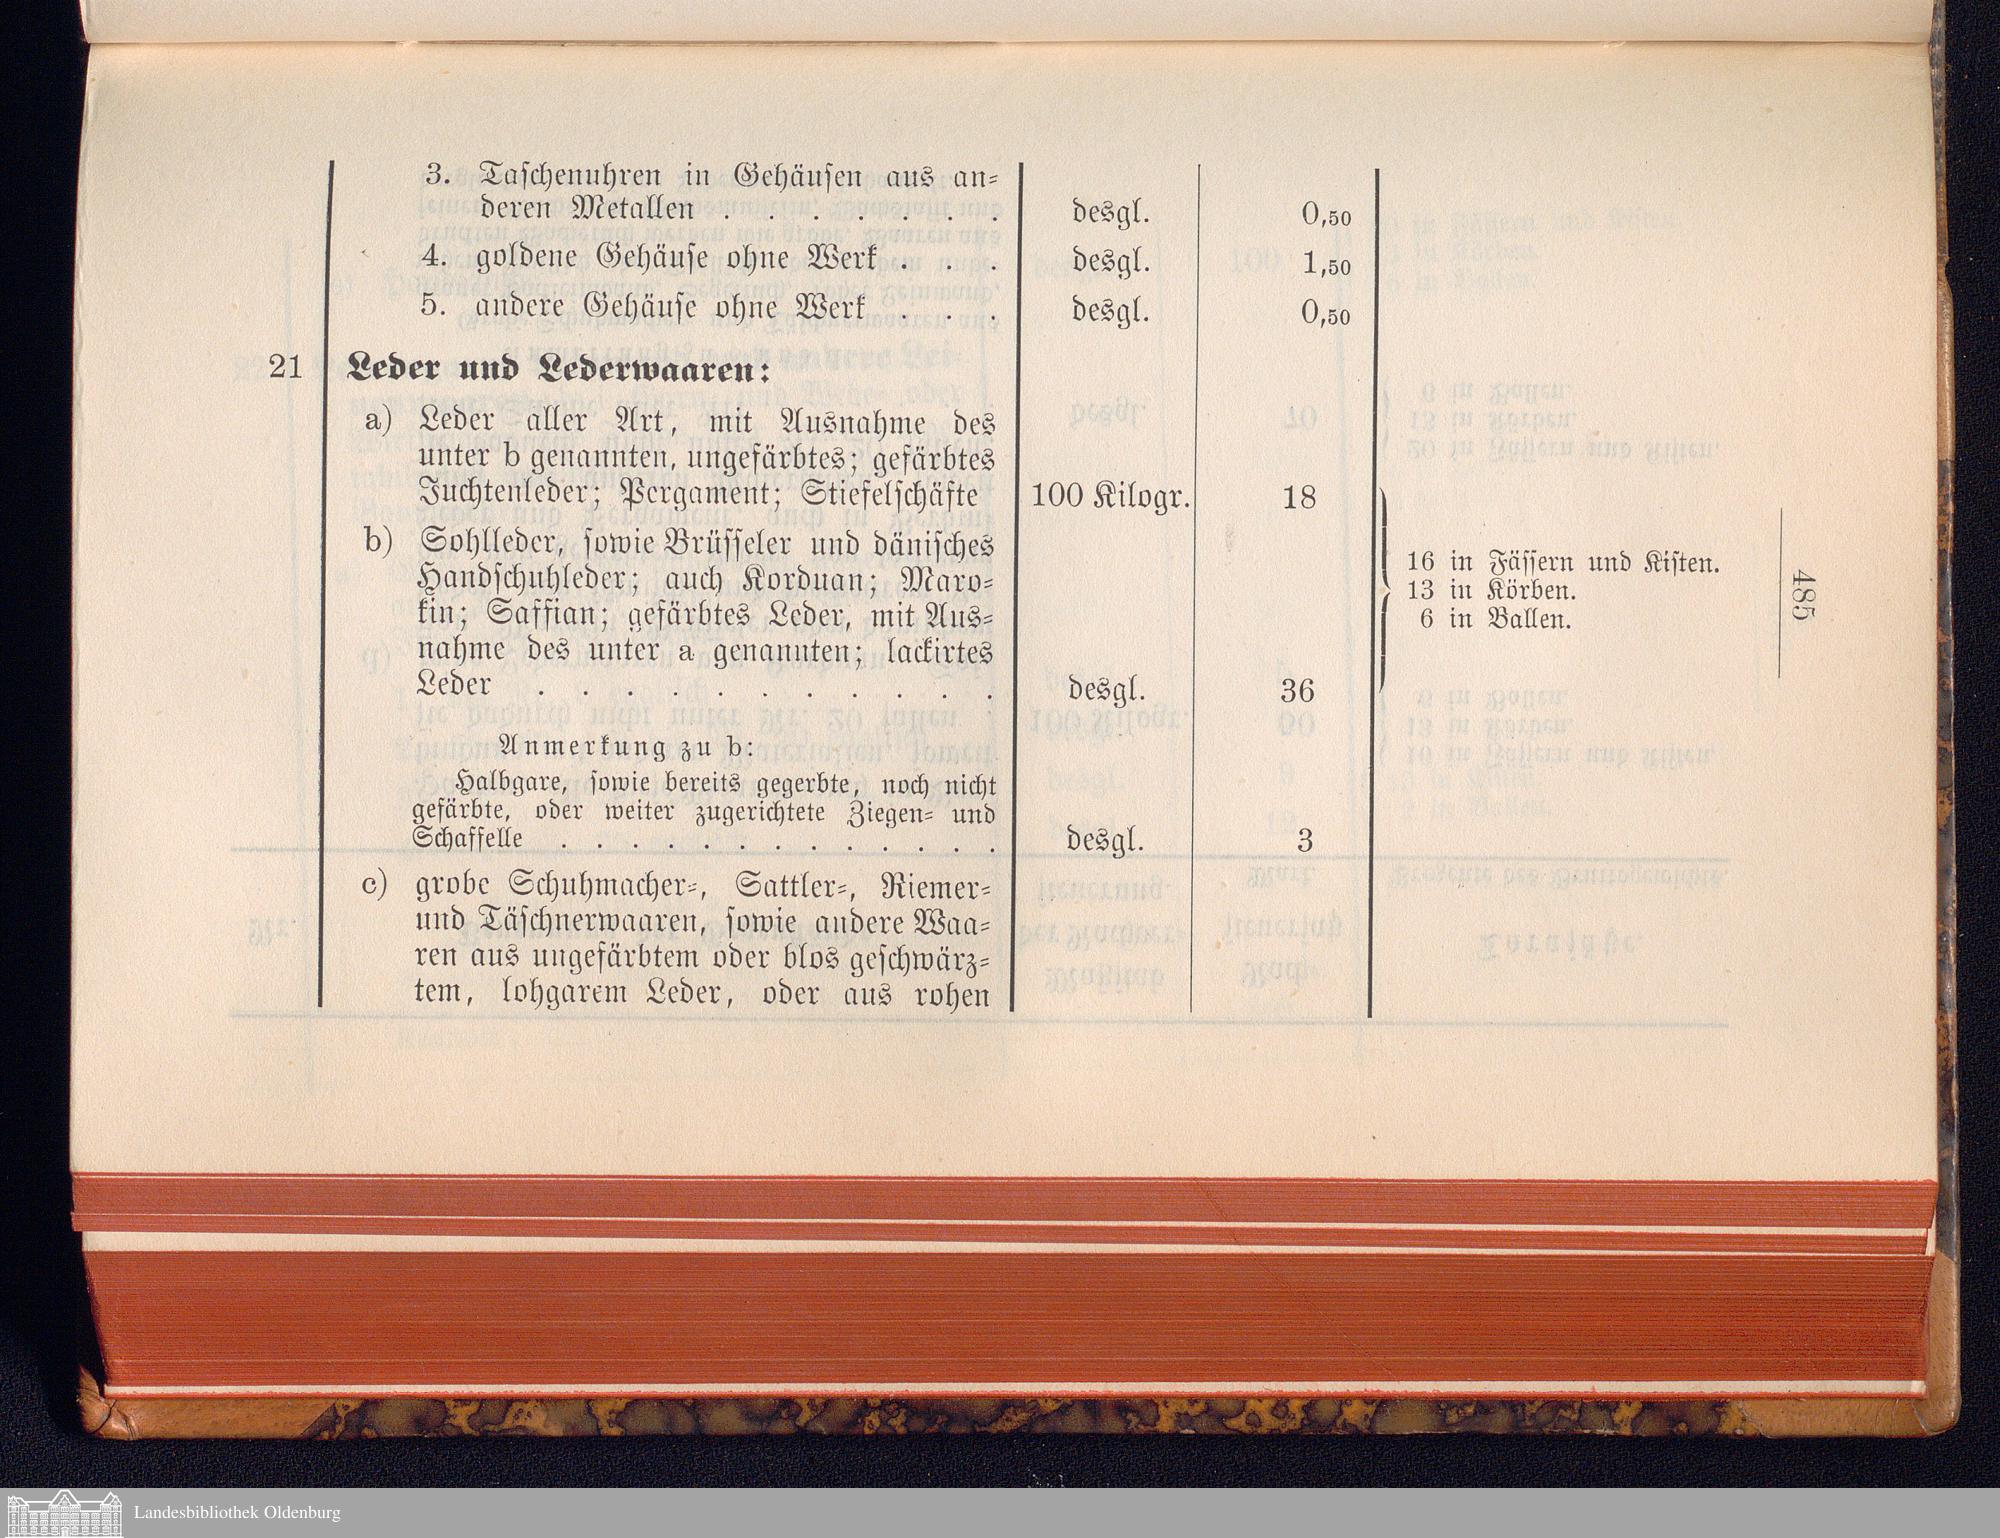 3. Taschenuhren in Gehäusen aus an-
deren Metallen . . . . . . . desgl. 0,50
4. goldene Gehäuse ohne Werk . . . desgl. 1,50
5. andere Gehäuse ohne Werk . . . desgl. 0,50
21 Leder und Lederwaaren:
a) Leder aller Art, mit Ausnahme des
unter b genannten, ungefärbtes; gefärbtes
Juchtenleder; Pergament; Stiefelschäfte 100 Kilogr. 18
b) Sohlleder, sowie Brüsseler und dänisches
Handschuhleder; auch Korduan; Maro-
kin; Saffian; gefärbtes Leder, mit Aus-
nahme des unter a genannten; lackirtes
Leder . . . . . . . . . . . desgl. 36
16 in Fässern und Kisten.
13 in Körben.
6 in Ballen.
Anmerkung zu b:
Halbgare, sowie bereits gegerbte, noch nicht
gefärbte, oder weiter zugerichtete Ziegen- und
Schaffelle . . . . . . . . . . . . . desgl. 3
c) grobe Schuhmacher-, Sattler-, Riemer-
und Täschnerwaaren, sowie andere Waa-
ren aus ungefärbtem oder blos geschwärz-
tem, lohgarem Leder, oder aus rohen
485
Landesbibliothek Oldenburg